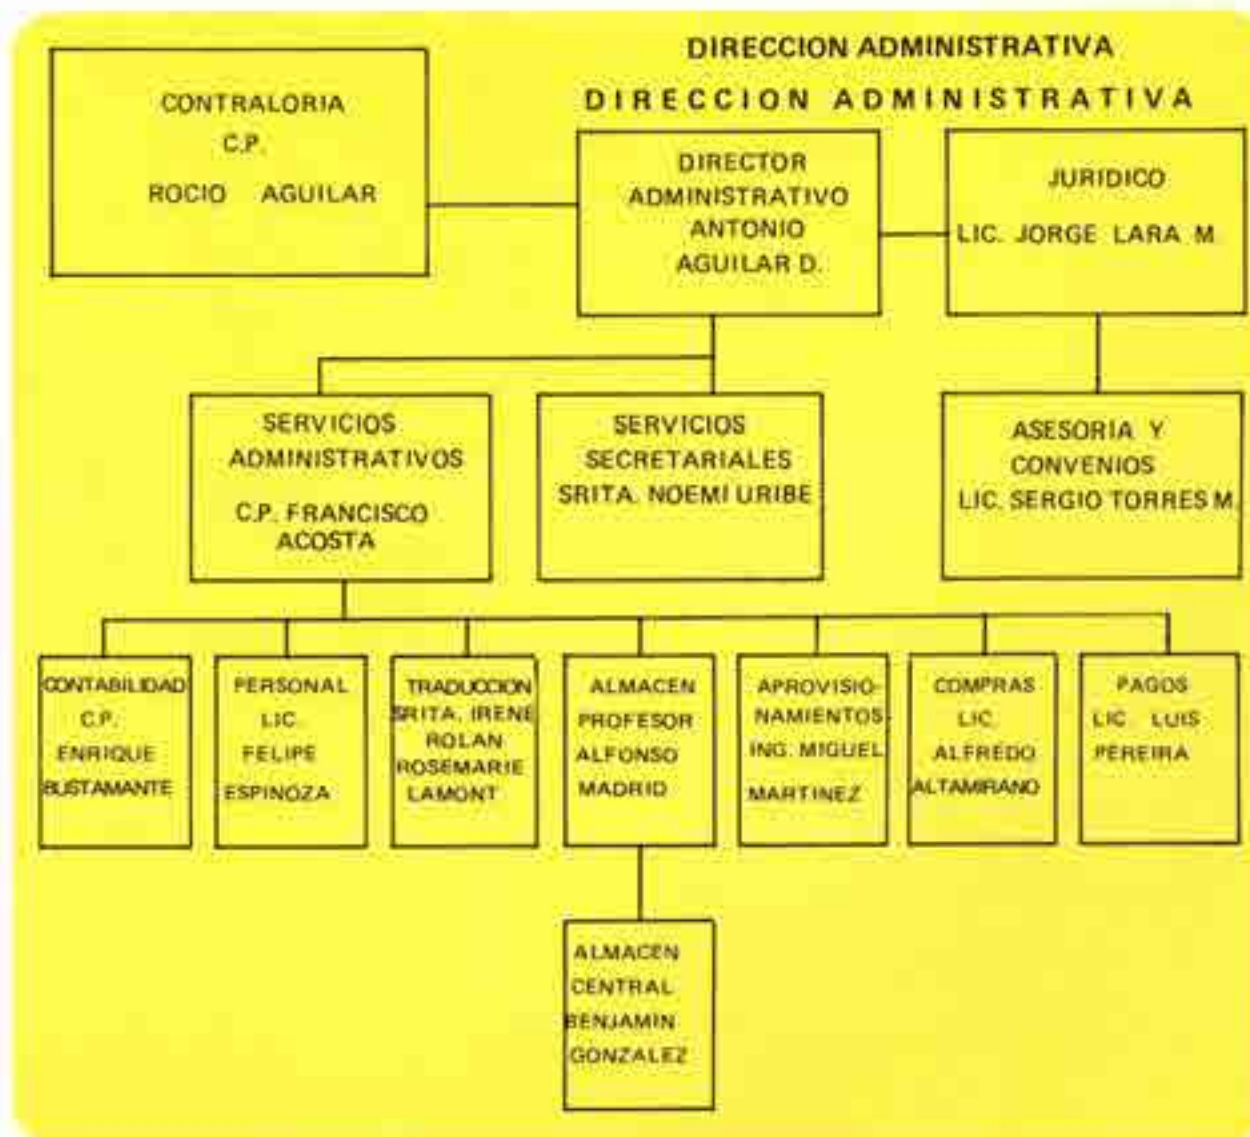 DIRECCION ADMINISTRATIVA
DIRECCION ADMINISTRATIVA
CONTRALORIA
C.P.
ROCIO AGUILAR
DIRECTOR
ADMINISTRATIVO
ANTONIO
AGUILAR D.
JURIDICO
LIC. JORGE LARA M.
SERVICIOS
ADMINISTRATIVOS
C.P. FRANCISCO
ACOSTA
SERVICIOS
SECRETARIALES
SRITA. NOEMI URIBE
ASESORIA Y
CONVENIOS
LIC. SERGIO TORRES M.
CONTABILIDAD
C.P.
ENRIQUE
BUSTAMANTE
PERSONAL
LIC.
FELIPE
ESPINOZA
TRADUCCION
SRITA. IRENE
ROLAN
ROSEMARIE
LAMONT
ALMACEN
PROFESOR
ALFONSO
MADRID
APROVISIO-
NAMIENTOS
ING. MIGUEL
MARTINEZ
COMPRAS
LIC.
ALFREDO
ALTAMIRANO
PAGOS
LIC. LUIS
PEREIRA
ALMACEN
CENTRAL
BENJAMIN
GONZALEZ